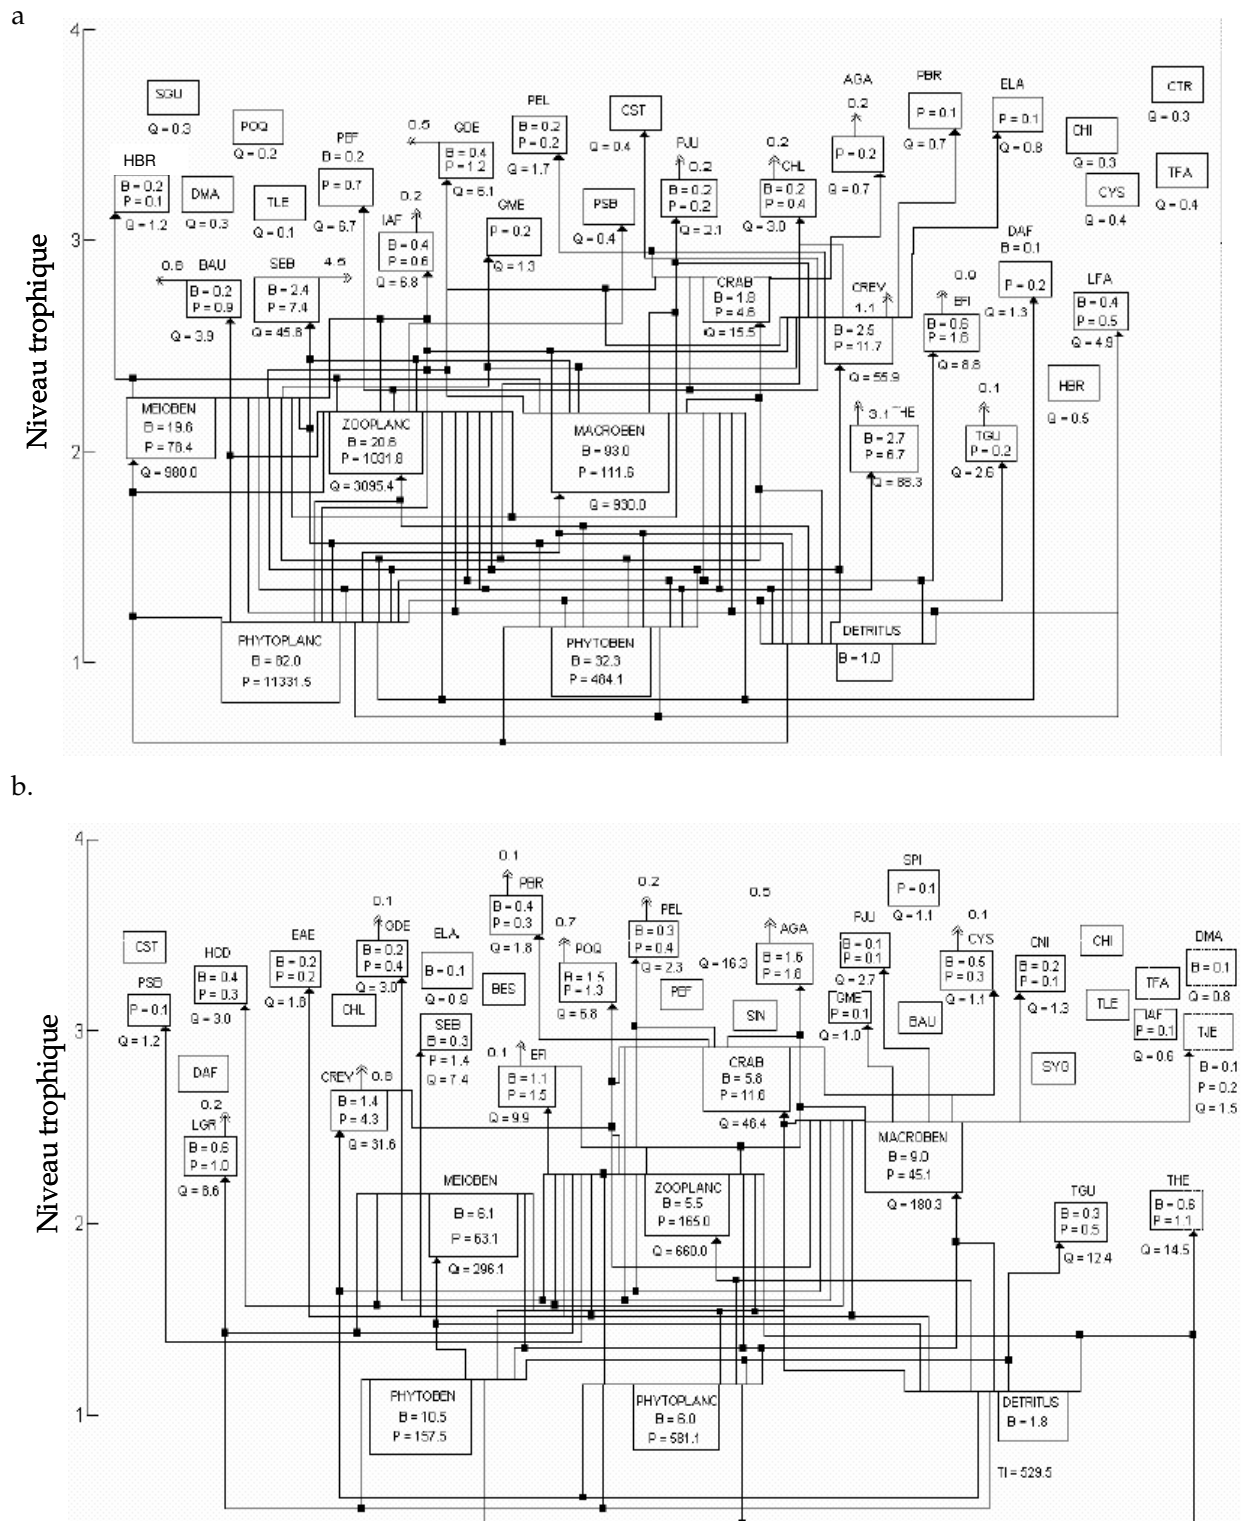 a
4
SGU
Q = 0.3
POQ
Q = 0.2
PEF
B = 0.2
P = 0.7
Q = 6.7
0.5
GDE
B = 0.4
P = 1.2
Q = 6.1
PEL
B = 0.2
P = 0.2
Q = 1.7
CST
Q = 0.4
PJU
0.2
B = 0.2
P = 0.2
Q = 2.1
0.2
CHL
B = 0.2
P = 0.4
Q = 3.0
AGA
0.2
P = 0.2
Q = 0.7
PBR
P = 0.1
Q = 0.7
ELA
P = 0.1
Q = 0.8
CTR
Q = 0.3
CHI
Q = 0.3
TFA
Q = 0.4
CYS
Q = 0.4
HBR
B = 0.2
P = 0.1
Q = 1.2
DMA
Q = 0.3
TLE
Q = 0.1
0.2
IAF
B = 0.4
P = 0.6
Q = 6.8
GME
P = 0.2
Q = 1.3
PSB
Q = 0.4
Niveau trophique
3
0.8
BAU
B = 0.2
P = 0.9
Q = 3.9
SEB
4.5
B = 2.4
P = 7.4
Q = 45.8
CRAB
B = 1.8
P = 4.6
Q = 15.5
CREV
1.1
B = 2.5
P = 11.7
Q = 55.9
0.9
EFI
B = 0.6
P = 1.6
Q = 8.8
DAF
B = 0.1
P = 0.2
Q = 1.3
LFA
B = 0.4
P = 0.5
Q = 4.9
HBR
Q = 0.5
MEIOBEN
B = 19.6
P = 78.4
Q = 980.0
ZOOPLANC
B = 20.6
P = 1031.8
Q = 3095.4
MACROBEN
B = 93.0
P = 111.6
Q = 930.0
3.1 THE
B = 2.7
P = 6.7
Q = 88.3
0.1
TGU
P = 0.2
Q = 2.6
2
PHYTOPLANC
B = 82.0
P = 11331.5
PHYTOBEN
B = 32.3
P = 484.1
DETRITUS
B = 1.0
1
b.
4
CST
PSB
P = 0.1
Q = 1.2
HCD
B = 0.4
P = 0.3
Q = 3.0
EAE
B = 0.2
P = 0.2
Q = 1.8
0.1
GDE
B = 0.2
P = 0.4
Q = 3.0
CHL
ELA
B = 0.1
Q = 0.9
0.1
PBR
B = 0.4
P = 0.3
Q = 1.8
BES
0.7
POQ
B = 1.5
P = 1.3
Q = 6.8
0.2
PEL
B = 0.3
P = 0.4
Q = 2.3
PEF
0.5
AGA
B = 1.6
P = 1.6
Q = 16.3
SIN
SPI
P = 0.1
Q = 1.1
PJU
B = 0.1
P = 0.1
Q = 2.7
GME
P = 0.1
Q = 1.0
BAU
0.1
CYS
B = 0.5
P = 0.3
Q = 1.1
CNI
B = 0.2
P = 0.1
Q = 1.3
CHI
TLE
TFA
DMA
B = 0.1
Q = 0.8
IAF
P = 0.1
Q = 0.6
TJE
B = 0.1
P = 0.2
Q = 1.5
SYO
Niveau trophique
3
DAF
0.2
LGR
B = 0.6
P = 1.0
Q = 8.6
CREV
0.8
B = 1.4
P = 4.3
Q = 31.6
SEB
B = 0.3
P = 1.4
Q = 7.4
0.1
EFI
B = 1.1
P = 1.5
Q = 9.9
CRAB
B = 5.8
P = 11.6
Q = 46.4
MACROBEN
B = 9.0
P = 45.1
Q = 180.3
MEIOBEN
B = 6.1
P = 63.1
Q = 296.1
ZOOPLANC
B = 5.5
P = 165.0
Q = 660.0
TGU
B = 0.3
P = 0.5
Q = 12.4
THE
B = 0.6
P = 1.1
Q = 14.5
2
PHYTOBEN
B = 10.5
P = 157.5
PHYTOPLANC
B = 6.0
P = 581.1
DETRITUS
B = 1.8
TI = 529.5
1